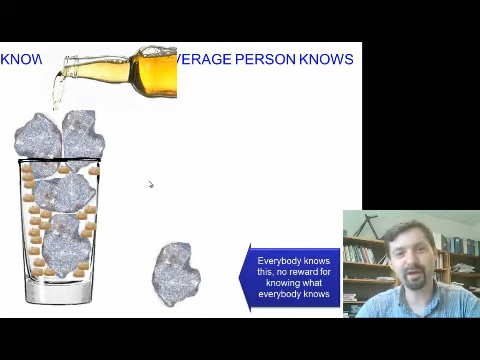 KNOW VERAGE PERSON KNOWS
Everybody knows
this, no reward for
knowing what
everybody knows